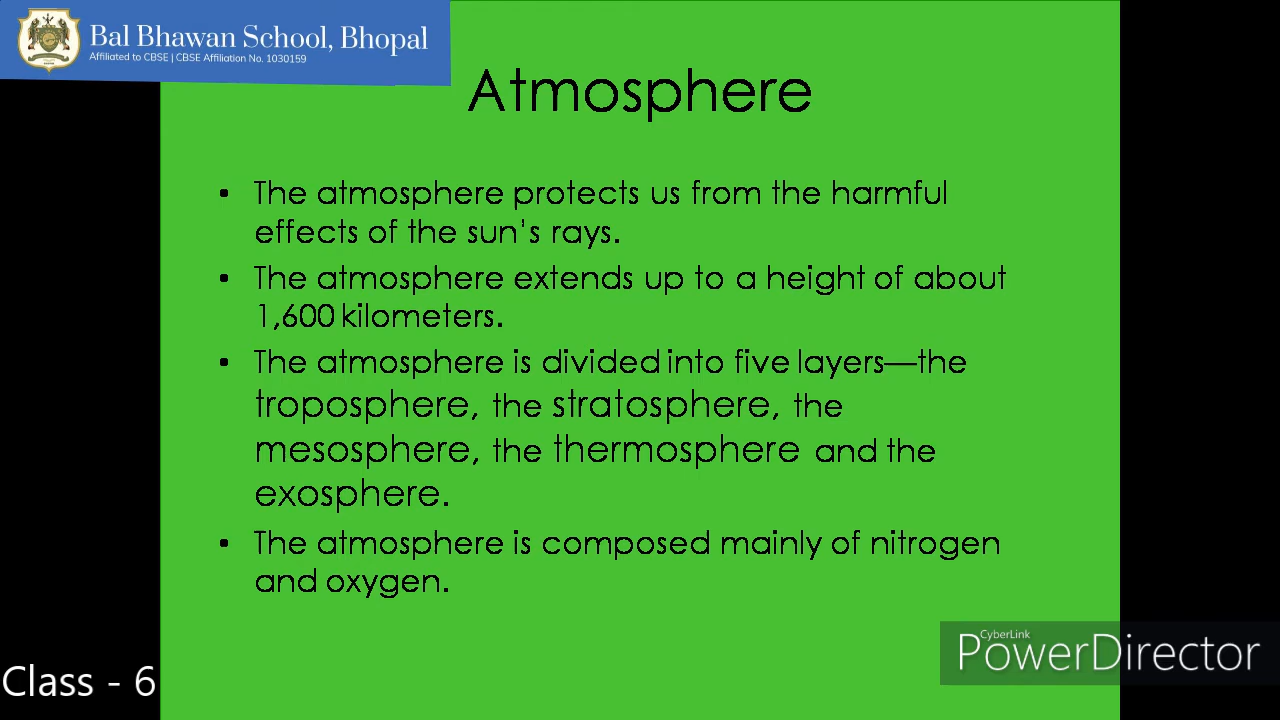 Bal Bhawan School, Bhopal
Affiliated to CBSE | CBSE Affiliation No. 1030159
Atmosphere
• The atmosphere protects us from the harmful
effects of the sun's rays.
• The atmosphere extends up to a height of about
1,600 kilometers.
• The atmosphere is divided into five layers—the
troposphere, the stratosphere, the
mesosphere, the thermosphere and the
exosphere.
• The atmosphere is composed mainly of nitrogen
and oxygen.
CyberLink
PowerDirector
Class - 6